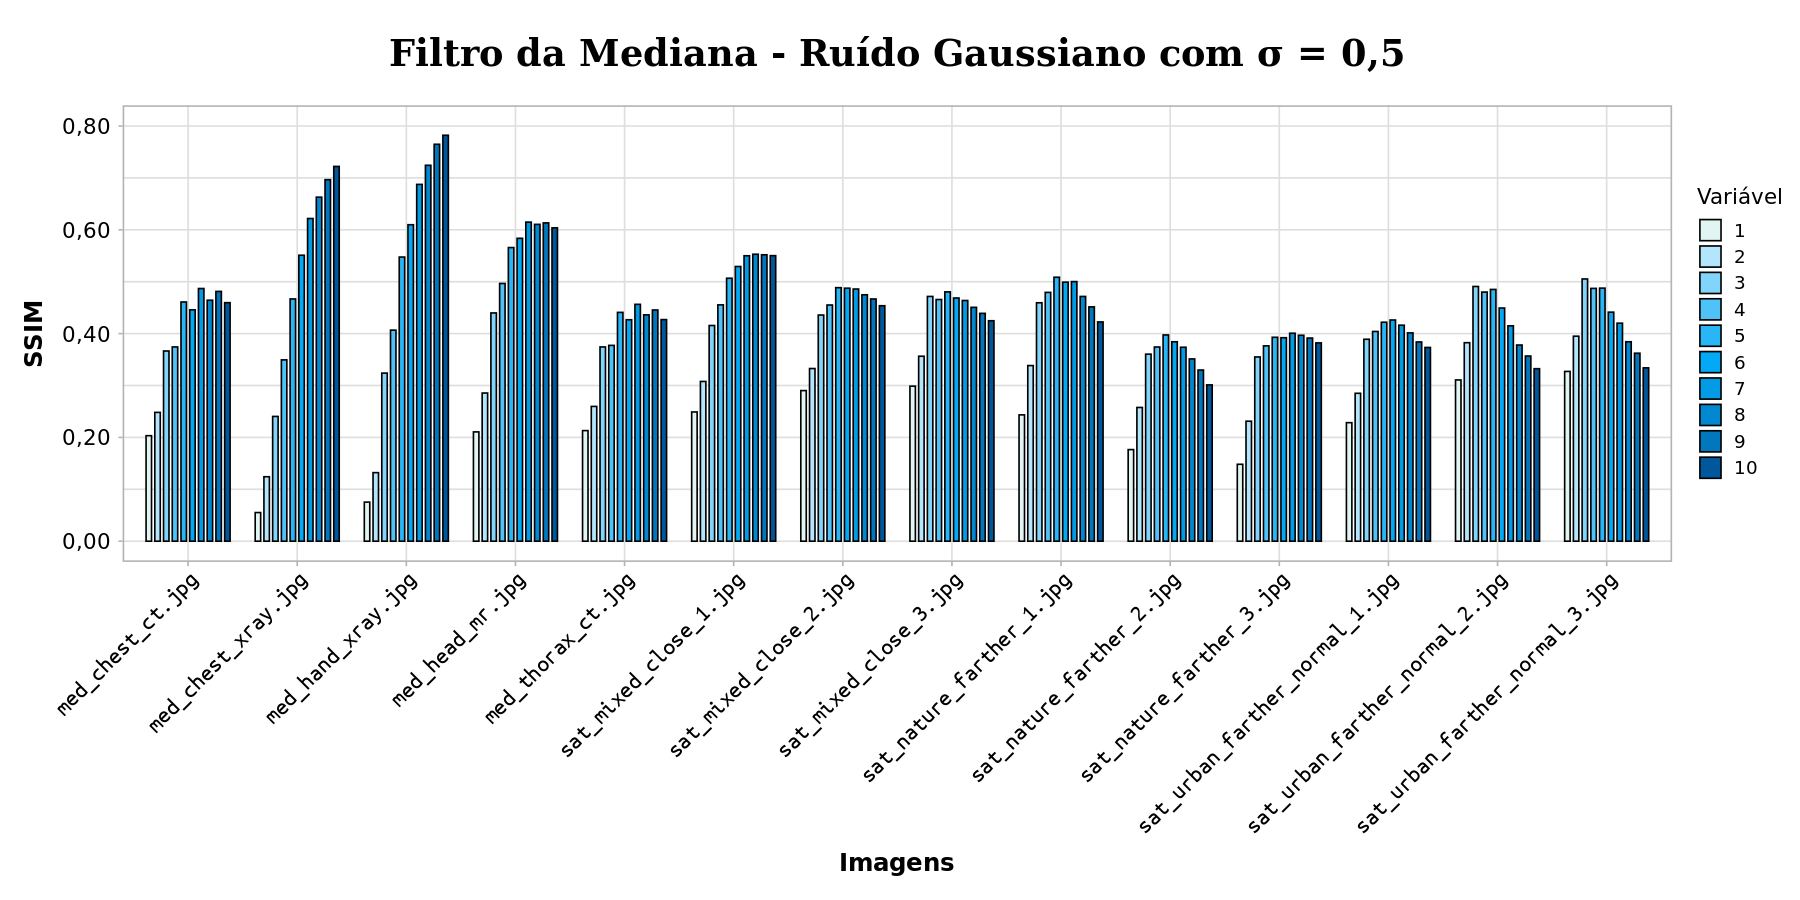 Filtro da Mediana - Ruído Gaussiano com σ = 0,5
SSIM
0,80
0,60
0,40
0,20
0,00
med_chest_ct.jpg
med_chest_xray.jpg
med_hand_xray.jpg
med_head_mr.jpg
med_thorax_ct.jpg
sat_mixed_close_1.jpg
sat_mixed_close_2.jpg
sat_mixed_close_3.jpg
sat_nature_farther_1.jpg
sat_nature_farther_2.jpg
sat_nature_farther_3.jpg
sat_urban_farther_normal_1.jpg
sat_urban_farther_normal_2.jpg
sat_urban_farther_normal_3.jpg
Imagens
Variável
1
2
3
4
5
6
7
8
9
10